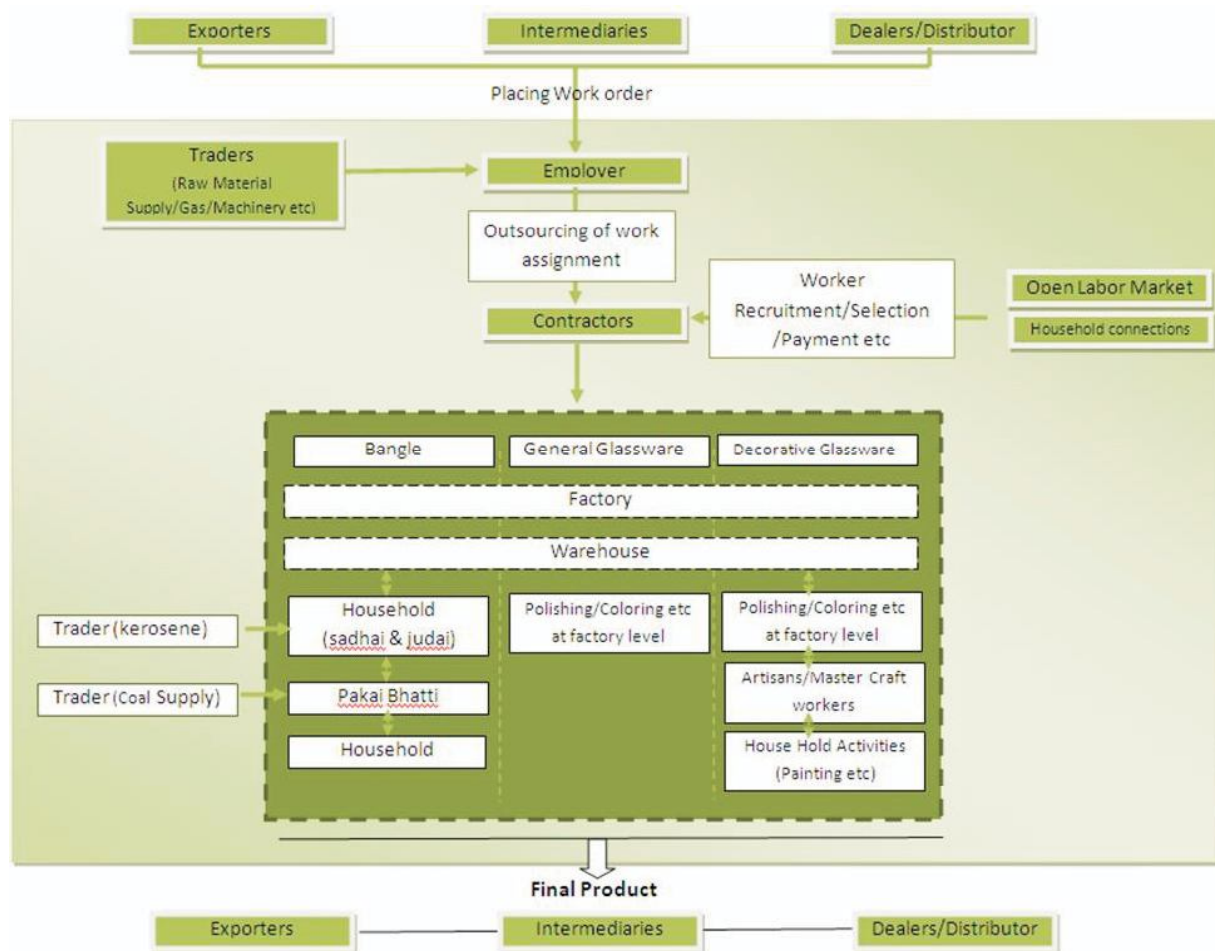 Exporters
Intermediaries
Dealers/Distributor
Placing Work order
Traders
(Raw Material
Supply/Gas/Machinery etc)
Employer
Outsourcing of work
assignment
Worker
Recruitment/Selection
/Payment etc
Open Labor Market
Household connections
Contractors
Bangle
General Glassware
Decorative Glassware
Factory
Warehouse
Household
(sadhai & judai)
Polishing/Coloring etc
at factory level
Polishing/Coloring etc
at factory level
Trader (kerosene)
Trader (Coal Supply)
Pakai Bhatti
Artisans/Master Craft
workers
Household
House Hold Activities
(Painting etc)
Final Product
Exporters
Intermediaries
Dealers/Distributor